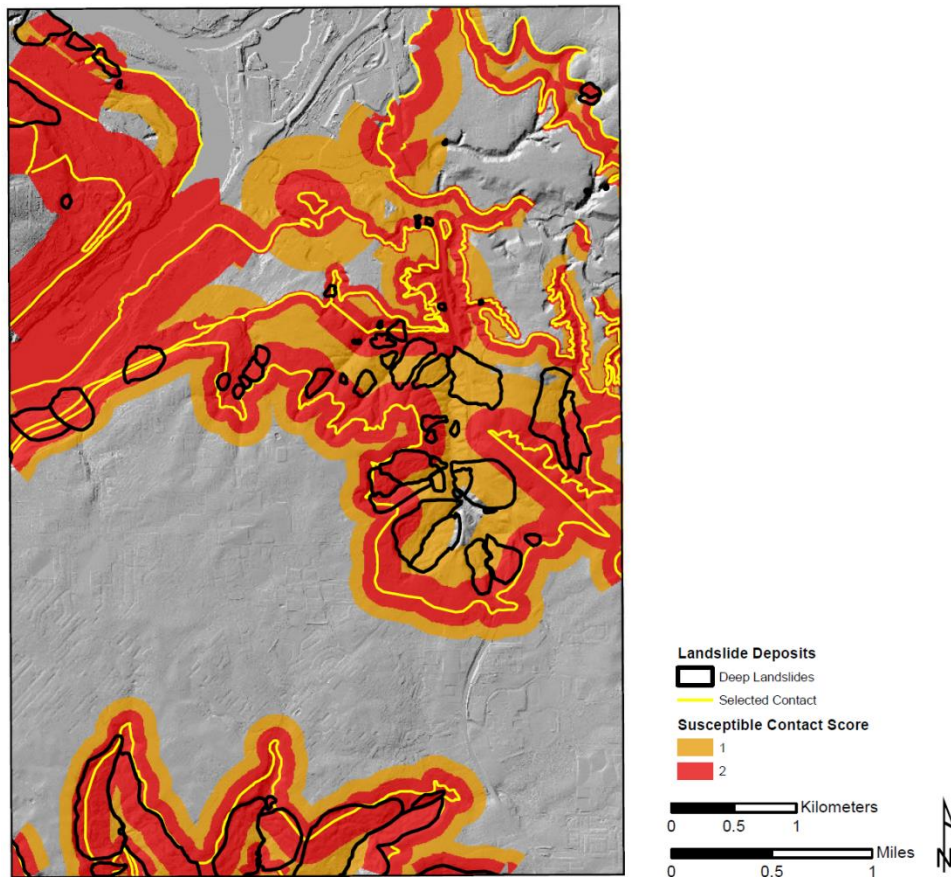 Landslide Deposits
Deep Landslides
Selected Contact
Susceptible Contact Score
1
2
Kilometers
0 0.5 1
Miles
0 0.5 1
N